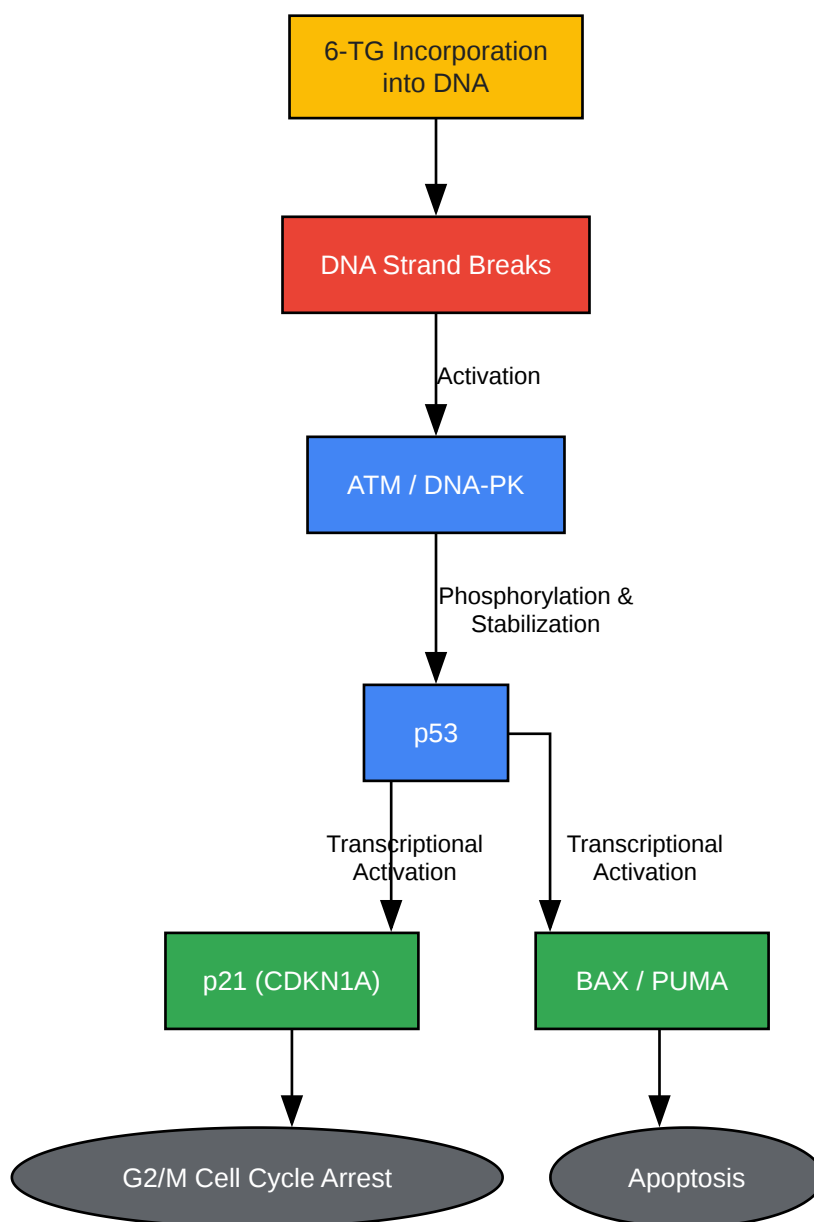 6-TG Incorporation
into DNA
DNA Strand Breaks
Activation
ATM / DNA-PK
Phosphorylation &
Stabilization
p53
Transcriptional
Activation
Transcriptional
Activation
p21 (CDKN1A)
BAX / PUMA
G2/M Cell Cycle Arrest
Apoptosis